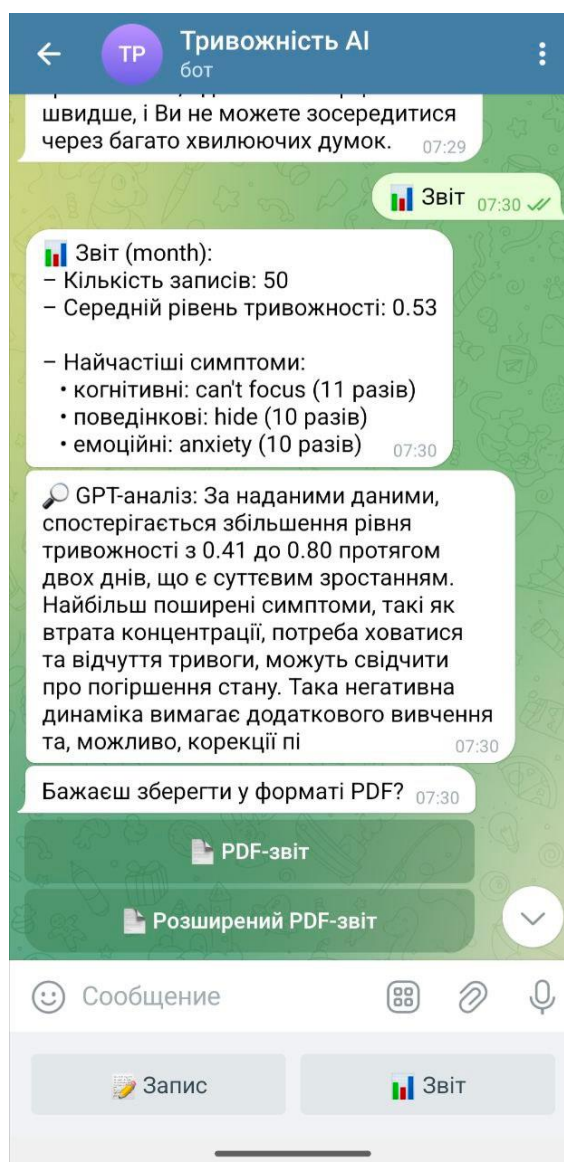 ТР
Тривожність AI
бот
швидше, і Ви не можете зосередитися
через багато хвилюючих думок. 07:29
Звіт 07:30
Звіт (month):
– Кількість записів: 50
– Середній рівень тривожності: 0.53
– Найчастіші симптоми:
• когнітивні: can't focus (11 разів)
• поведінкові: hide (10 разів)
• емоційні: anxiety (10 разів) 07:30
GPT-аналіз: За наданими даними,
спостерігається збільшення рівня
тривожності з 0.41 до 0.80 протягом
двох днів, що є суттєвим зростанням.
Найбільш поширені симптоми, такі як
втрата концентрації, потреба ховатися
та відчуття тривоги, можуть свідчити
про погіршення стану. Така негативна
динаміка вимагає додаткового вивчення
та, можливо, корекції пі 07:30
Бажаєш зберегти у форматі PDF? 07:30
PDF-звіт
Розширений PDF-звіт
Сообщение
Запис
Звіт